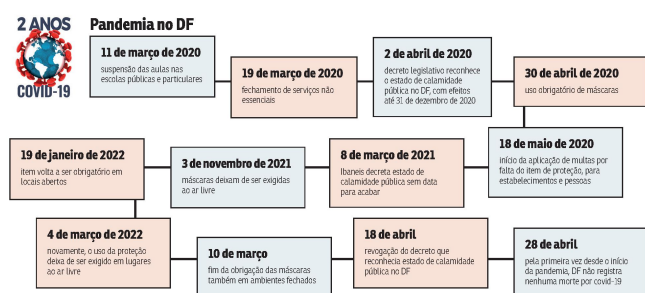 2 ANOS
COVID-19
Pandemia no DF
11 de março de 2020
suspensão das aulas nas
escolas públicas e particulares
19 de março de 2020
fechamento de serviços não
essenciais
2 de abril de 2020
decreto legislativo reconhece
o estado de calamidade
pública no DF, com efeitos
até 31 de dezembro de 2020
30 de abril de 2020
uso obrigatório de máscaras
18 de maio de 2020
início da aplicação de multas por
falta do item de proteção, para
estabelecimentos e pessoas
8 de março de 2021
Ibaneis decreta estado de
calamidade pública sem data
para acabar
3 de novembro de 2021
máscaras deixam de ser exigidas
ao ar livre
19 de janeiro de 2022
item volta a ser obrigatório em
locais abertos
4 de março de 2022
novamente, o uso da proteção
deixa de ser exigido em lugares
ao ar livre
10 de março
fim da obrigação das máscaras
também em ambientes fechados
18 de abril
revogação do decreto que
reconhecia estado de calamidade
pública no DF
28 de abril
pela primeira vez desde o início
da pandemia, DF não registra
nenhuma morte por covid-19